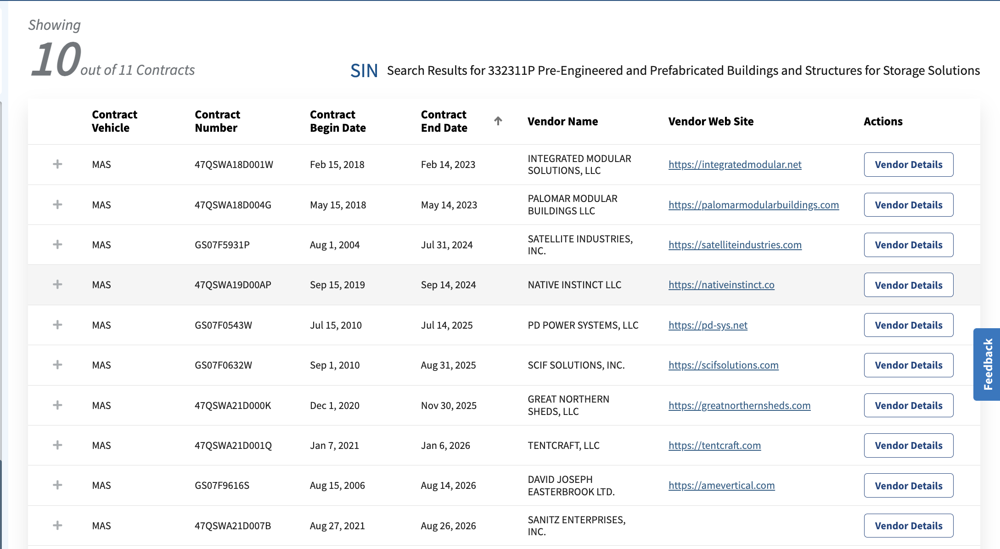 Showing
10 out of 11 Contracts
SIN Search Results for 332311P Pre-Engineered and Prefabricated Buildings and Structures for Storage Solutions
Contract Vehicle Contract Number Contract Begin Date Contract End Date Vendor Name Vendor Web Site Actions
MAS 47QSWA18D001W Feb 15, 2018 Feb 14, 2023 INTEGRATED MODULAR SOLUTIONS, LLC https://integratedmodular.net Vendor Details
MAS 47QSWA18D004G May 15, 2018 May 14, 2023 PALOMAR MODULAR BUILDINGS LLC https://palomarmodularbuildings.com Vendor Details
MAS GS07F5931P Aug 1, 2004 Jul 31, 2024 SATELLITE INDUSTRIES, INC. https://satelliteindustries.com Vendor Details
MAS 47QSWA19D00AP Sep 15, 2019 Sep 14, 2024 NATIVE INSTINCT LLC https://nativeinstinct.co Vendor Details
MAS GS07F0543W Jul 15, 2010 Jul 14, 2025 PD POWER SYSTEMS, LLC https://pd-sys.net Vendor Details
MAS GS07F0632W Sep 1, 2010 Aug 31, 2025 SCIF SOLUTIONS, INC. https://scifsolutions.com Vendor Details
MAS 47QSWA21D000K Dec 1, 2020 Nov 30, 2025 GREAT NORTHERN SHEDS, LLC https://greatnorthernsheds.com Vendor Details
MAS 47QSWA21D001Q Jan 7, 2021 Jan 6, 2026 TENTCRAFT, LLC https://tentcraft.com Vendor Details
MAS GS07F9616S Aug 15, 2006 Aug 14, 2026 DAVID JOSEPH EASTERBROOK LTD. https://amevertical.com Vendor Details
MAS 47QSWA21D007B Aug 27, 2021 Aug 26, 2026 SANITZ ENTERPRISES, INC. Vendor Details
Feedback